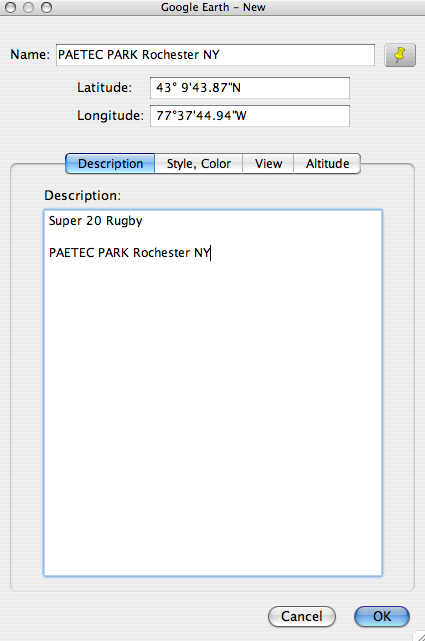 Google Earth - New
Name: PAETEC PARK Rochester NY
Latitude: 43° 9'43.87"N
Longitude: 77°37'44.94"W
Description Style, Color View Altitude
Description:
Super 20 Rugby
PAETEC PARK Rochester NY
Cancel OK